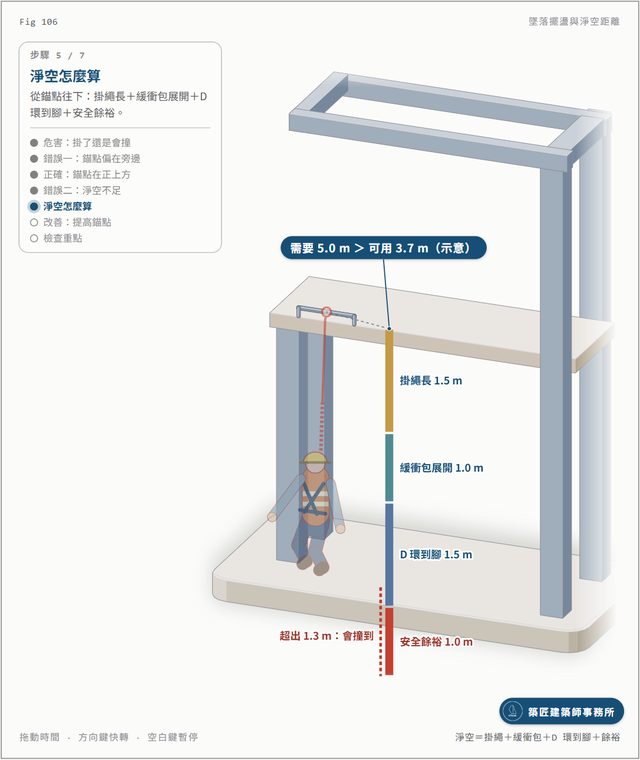 Fig 106
墜落擺盪與淨空距離
步驟 5 / 7
淨空怎麼算
從錨點往下：掛繩長＋緩衝包展開＋D
環到腳＋安全餘裕。
危害：掛了還是會撞
錯誤一：錨點偏在旁邊
正確：錨點在正上方
錯誤二：淨空不足
淨空怎麼算
改善：提高錨點
檢查重點
需要 5.0 m ＞ 可用 3.7 m（示意）
掛繩長 1.5 m
緩衝包展開 1.0 m
D 環到腳 1.5 m
超出 1.3 m：會撞到
安全餘裕 1.0 m
築匠建築師事務所
拖動時間 · 方向鍵快轉 · 空白鍵暫停
淨空＝掛繩＋緩衝包＋D 環到腳＋餘裕